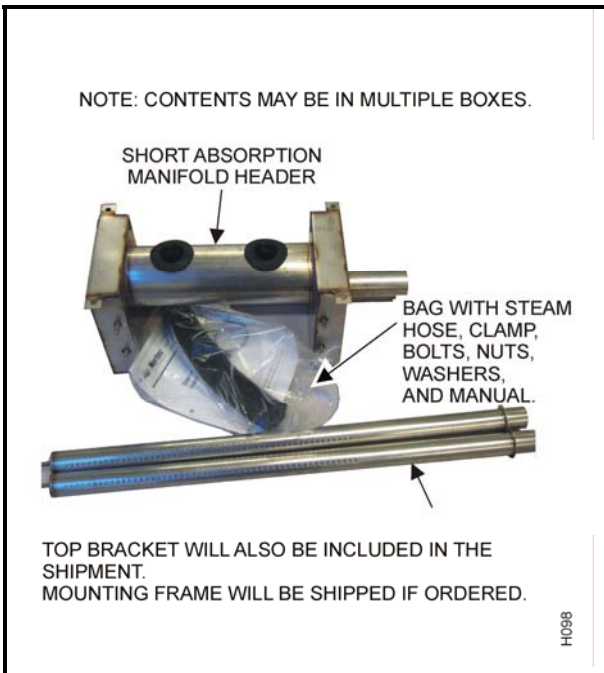 NOTE: CONTENTS MAY BE IN MULTIPLE BOXES.
SHORT ABSORPTION
MANIFOLD HEADER
BAG WITH STEAM
HOSE, CLAMP,
BOLTS, NUTS,
WASHERS,
AND MANUAL.
TOP BRACKET WILL ALSO BE INCLUDED IN THE
SHIPMENT.
MOUNTING FRAME WILL BE SHIPPED IF ORDERED.
H098